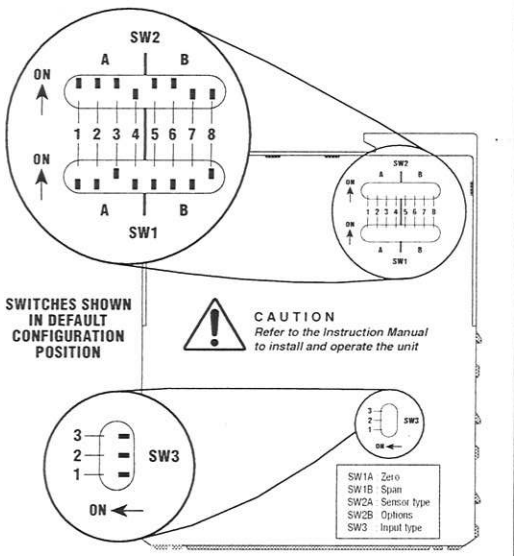 SW2
A B
ON
1 2 3 4 5 6 7 8
ON
A B
SW1
SW2
A B
ON
1 2 3 4 5 6 7 8
ON
A B
SW1
SWITCHES SHOWN
IN DEFAULT
CONFIGURATION
POSITION
!
CAUTION
Refer to the Instruction Manual
to install and operate the unit
3
2 SW3
1
ON
3
2 SW3
1
ON
SW1A : Zero
SW1B : Span
SW2A : Sensor type
SW2B : Options
SW3 : Input type